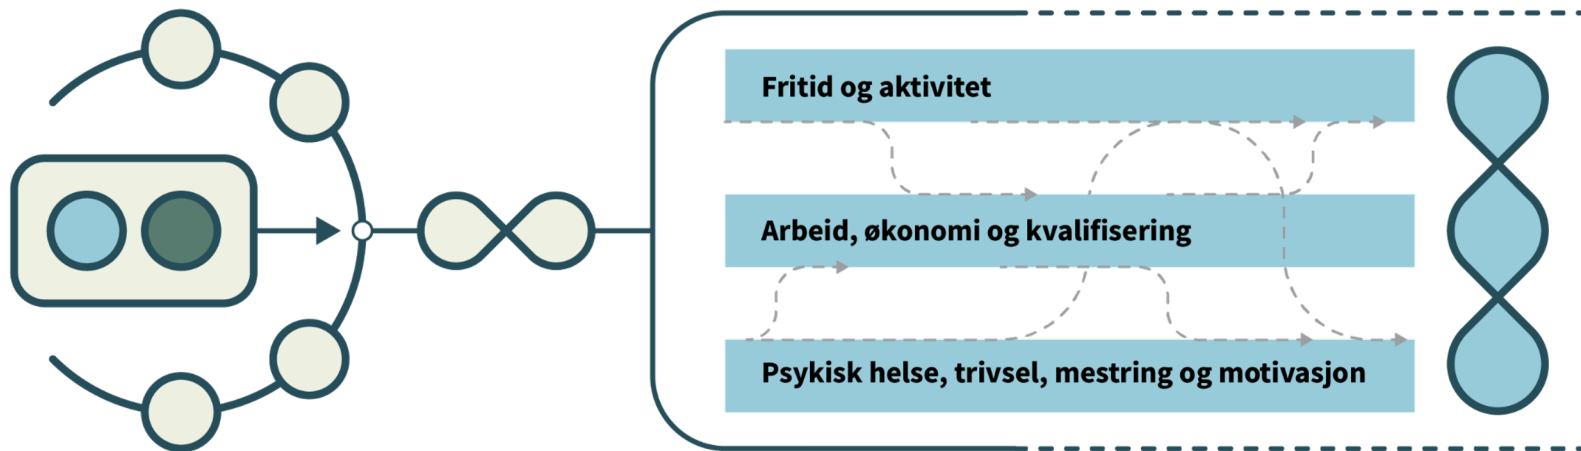 Fritid og aktivitet
Arbeid, økonomi og kvalifisering
Psykisk helse, trivsel, mestring og motivasjon